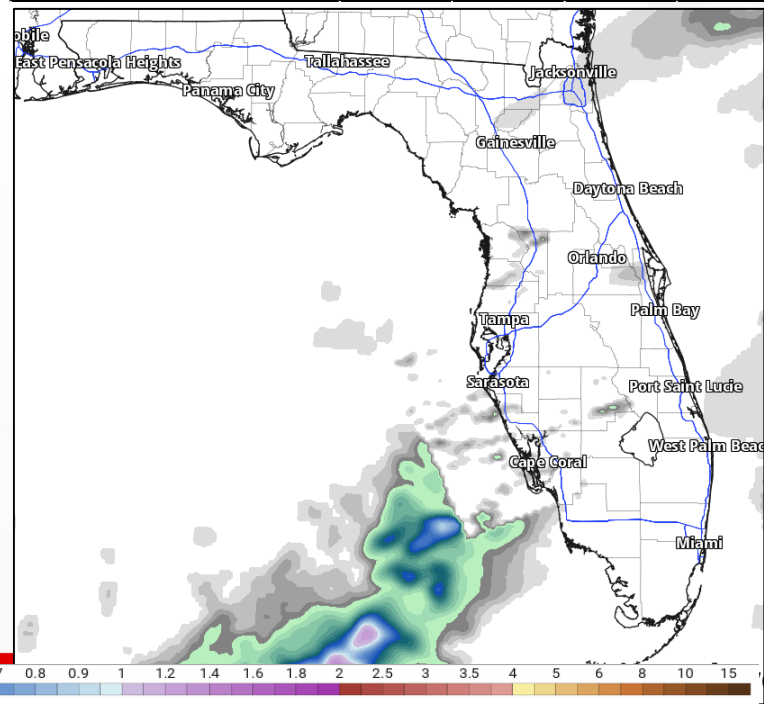 obile
East Pensacola Heights
Tallahassee
Jacksonville
Panama City
Gainesville
Daytona Beach
Orlando
Palm Bay
Tampa
Sarasota
Port Saint Lucie
West Palm Beac
Cape Coral
Miami
7 0.8 0.9 1 1.2 1.4 1.6 1.8 2 2.5 3 3.5 4 5 6 8 10 15